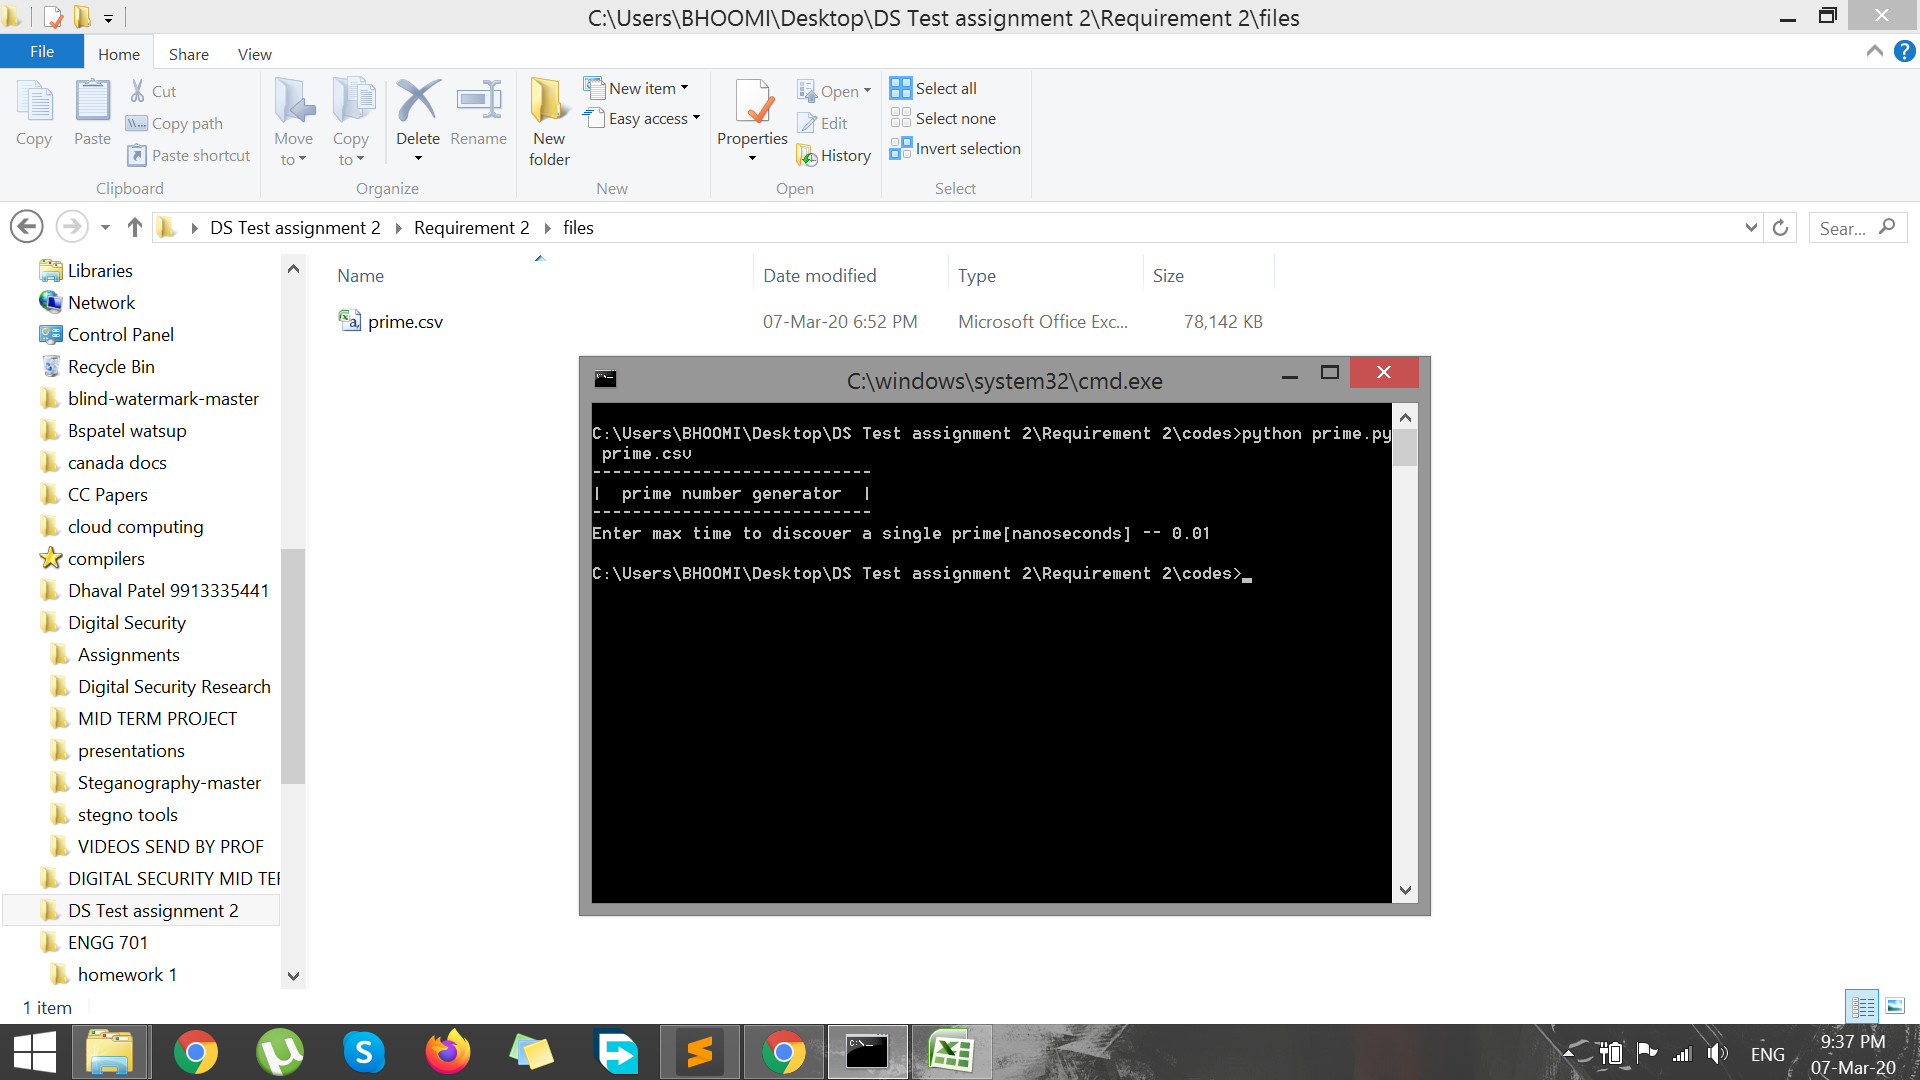 C:\Users\BHOOMI\Desktop\DS Test assignment 2\Requirement 2\files
File
Home
Share
View
Copy
Paste
Cut
Copy path
Paste shortcut
Clipboard
Move to
Copy to
Delete
Rename
Organize
New folder
New item
Easy access
New
Properties
Open
Edit
History
Open
Select all
Select none
Invert selection
Select
DS Test assignment 2
Requirement 2
files
Sear...
Libraries
Network
Control Panel
Recycle Bin
blind-watermark-master
Bspatel watsup
canada docs
CC Papers
cloud computing
compilers
Dhaval Patel 9913335441
Digital Security
Assignments
Digital Security Research
MID TERM PROJECT
presentations
Steganography-master
stegno tools
VIDEOS SEND BY PROF
DIGITAL SECURITY MID TER
DS Test assignment 2
ENGG 701
homework 1
Name Date modified Type Size
prime.csv 07-Mar-20 6:52 PM Microsoft Office Exc... 78,142 KB
C:\windows\system32\cmd.exe
C:\Users\BHOOMI\Desktop\DS Test assignment 2\Requirement 2\codes>python prime.py
prime.csv
----------------------------
|  prime number generator  |
----------------------------
Enter max time to discover a single prime[nanoseconds] -- 0.01
C:\Users\BHOOMI\Desktop\DS Test assignment 2\Requirement 2\codes>_
1 item
ENG
9:37 PM
07-Mar-20